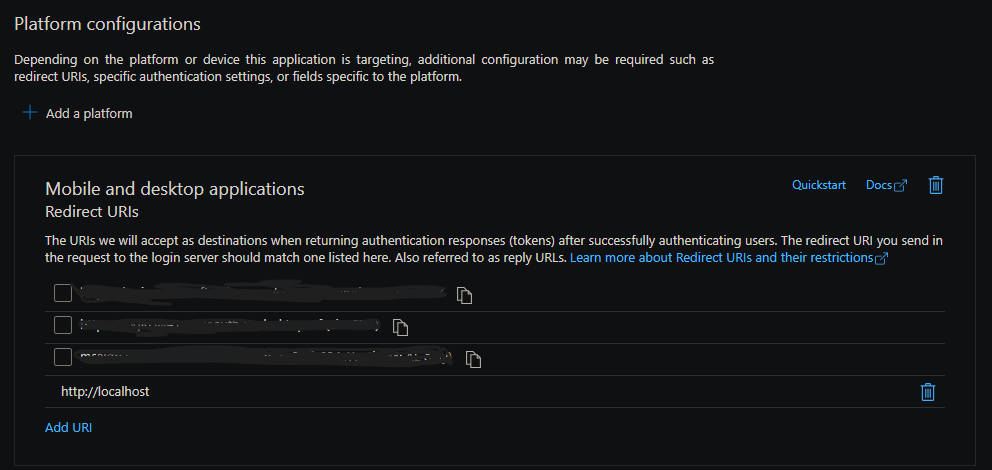 Platform configurations
Depending on the platform or device this application is targeting, additional configuration may be required such as
redirect URIs, specific authentication settings, or fields specific to the platform.
Add a platform
Mobile and desktop applications
Quickstart
Docs
Redirect URIs
The URIs we will accept as destinations when returning authentication responses (tokens) after successfully authenticating users. The redirect URI you send in
the request to the login server should match one listed here. Also referred to as reply URLs. Learn more about Redirect URIs and their restrictions
http://localhost
Add URI